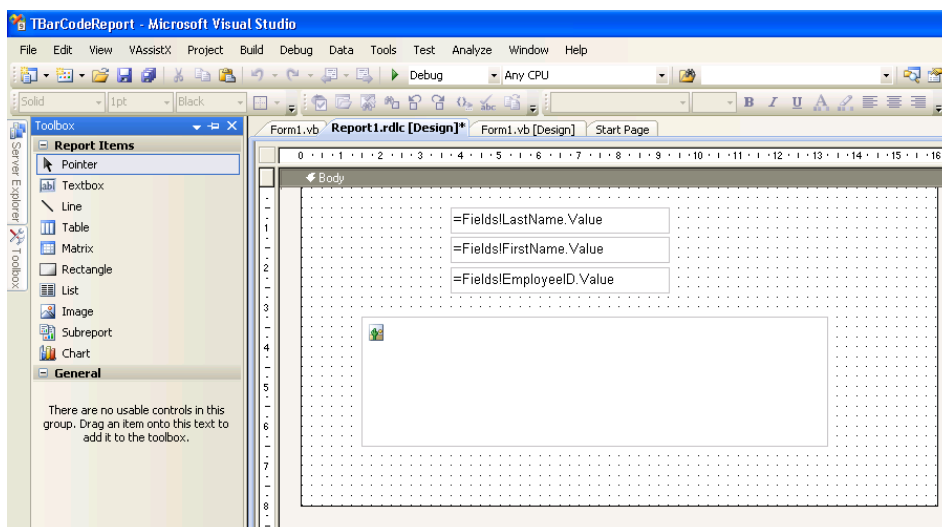 TBarCodeReport - Microsoft Visual Studio
File Edit View VAssistX Project Build Debug Data Tools Test Analyze Window Help
Debug Any CPU
Solid 1pt Black abc B I U A
Toolbox
Form1.vb Report1.rdlc [Design]* Form1.vb [Design] Start Page
Server Explorer
Toolbox
Report Items
Pointer
ab Textbox
Line
Table
Matrix
Rectangle
List
Image
Subreport
Chart
General
There are no usable controls in this
group. Drag an item onto this text to
add it to the toolbox.
0 1 2 3 4 5 6 7 8 9 10 11 12 13 14 15 16
Body
1
2
3
4
5
6
7
8
=Fields!LastName.Value
=Fields!FirstName.Value
=Fields!EmployeeID.Value